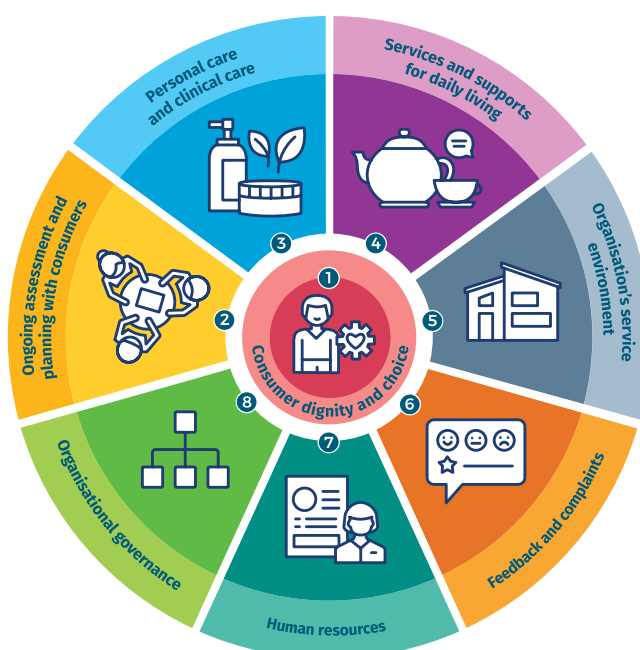 1
Consumer dignity and choice
2
Ongoing assessment and
planning with consumers
3
Personal care
and clinical care
4
Services and supports
for daily living
5
Organisation's service
environment
6
Feedback and complaints
7
Human resources
8
Organisational governance